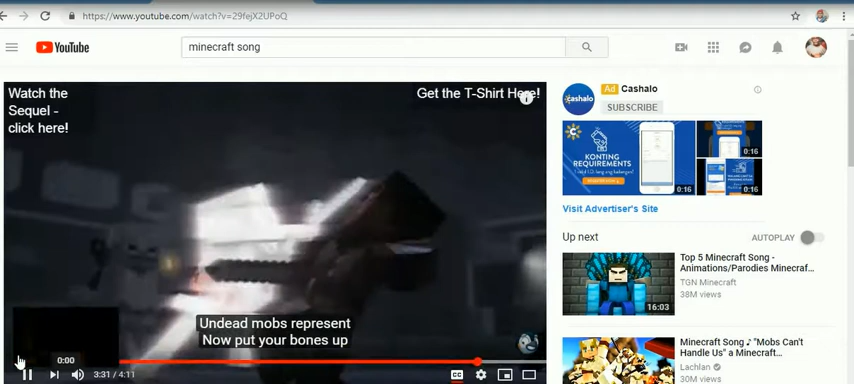 https://www.youtube.com/watch?v=29fejX2UPoQ
YouTube
minecraft song
Watch the
Sequel -
click here!
Get the T-Shirt Here!
Undead mobs represent
Now put your bones up
0:00
3:31 / 4:11
CC
Ad Cashalo
SUBSCRIBE
cashalo
KONTING
REQUIREMENTS
0:16
0:16
0:16
Visit Advertiser's Site
Up next
AUTOPLAY
Top 5 Minecraft Song -
Animations/Parodies Minecraf...
TGN Minecraft
38M views
16:03
Minecraft Song ♪ "Mobs Can't
Handle Us" a Minecraft...
Lachlan
30M views